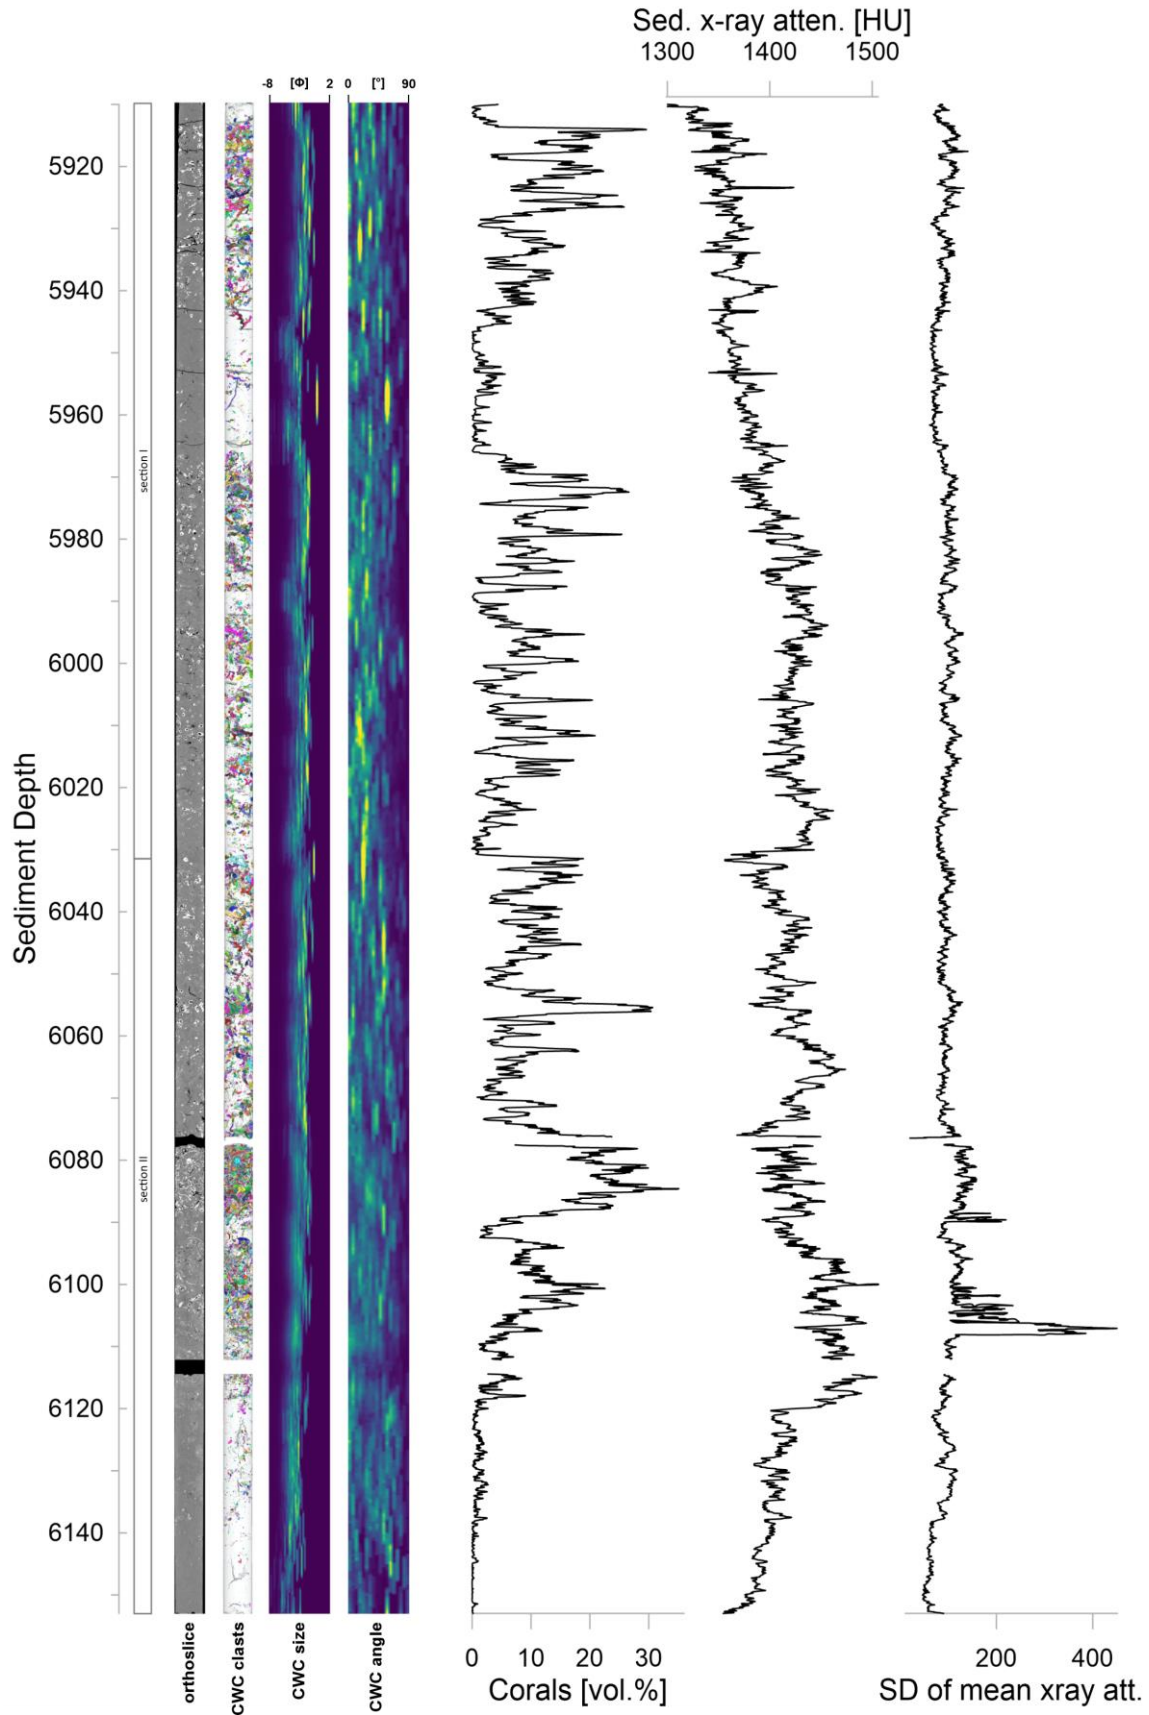 Sed. x-ray atten. [HU]
1300 1400 1500
-8 [Φ] 2 0 [°] 90
5920
5940
5960
section I
5980
6000
6020
Sediment Depth
6040
6060
6080
section II
6100
6120
6140
orthoslice
CWC clasts
CWC size
CWC angle
0 10 20 30
Corals [vol.%]
200 400
SD of mean xray att.